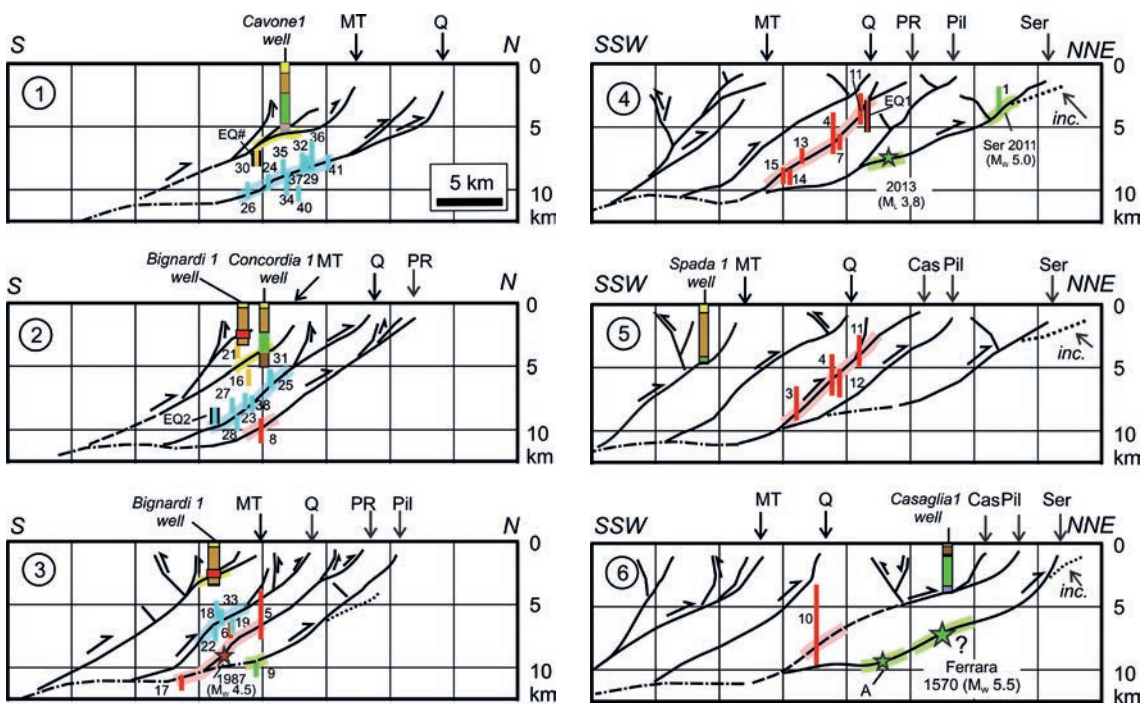 Cavone1
well
MT
Q
S
N
1
EQ#
30
24
35
32
36
41
37
29
26
34
40
0
5
10
km
5 km
Bignardi 1
well
Concordia 1
well
MT
Q
PR
S
N
2
21
16
31
25
27
EQ2
23
38
28
8
0
5
10
km
Bignardi 1
well
MT
Q
PR
Pil
S
N
3
18
33
19
6
5
22
9
17
1987
(Mw 4.5)
0
5
10
km
MT
Q
PR
Pil
Ser
SSW
NNE
4
11
EQ1
4
7
13
15
14
1
inc.
Ser 2011
(Mw 5.0)
2013
(ML 3.8)
0
5
10
km
Spada 1
well
MT
Q
Cas
Pil
Ser
SSW
NNE
5
11
4
3
12
inc.
0
5
10
km
MT
Q
Casaglia1
well
Cas
Pil
Ser
SSW
NNE
6
10
inc.
A
?
Ferrara
1570 (Mw 5.5)
0
5
10
km